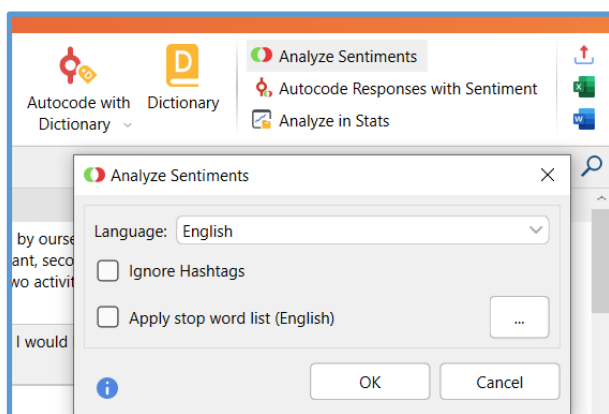 Analyze Sentiments
Autocode with
Dictionary
Dictionary
Autocode Responses with Sentiment
Analyze in Stats
Analyze Sentiments
by ourse
ant, seco
wo activit
I would
Language: English
Ignore Hashtags
Apply stop word list (English)
...
OK Cancel